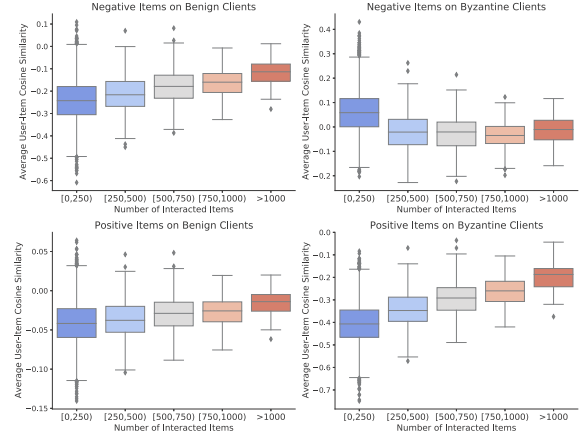 Negative Items on Benign Clients
Average User-Item Cosine Similarity
0.1
0.0
−0.1
−0.2
−0.3
−0.4
−0.5
−0.6
[0,250) [250,500) [500,750) [750,1000) >1000
Number of Interacted Items
Negative Items on Byzantine Clients
Average User-Item Cosine Similarity
0.4
0.3
0.2
0.1
0.0
−0.1
−0.2
[0,250) [250,500) [500,750) [750,1000) >1000
Number of Interacted Items
Positive Items on Benign Clients
Average User-Item Cosine Similarity
0.05
0.00
−0.05
−0.10
−0.15
[0,250) [250,500) [500,750) [750,1000) >1000
Number of Interacted Items
Positive Items on Byzantine Clients
Average User-Item Cosine Similarity
0.0
−0.1
−0.2
−0.3
−0.4
−0.5
−0.6
−0.7
[0,250) [250,500) [500,750) [750,1000) >1000
Number of Interacted Items